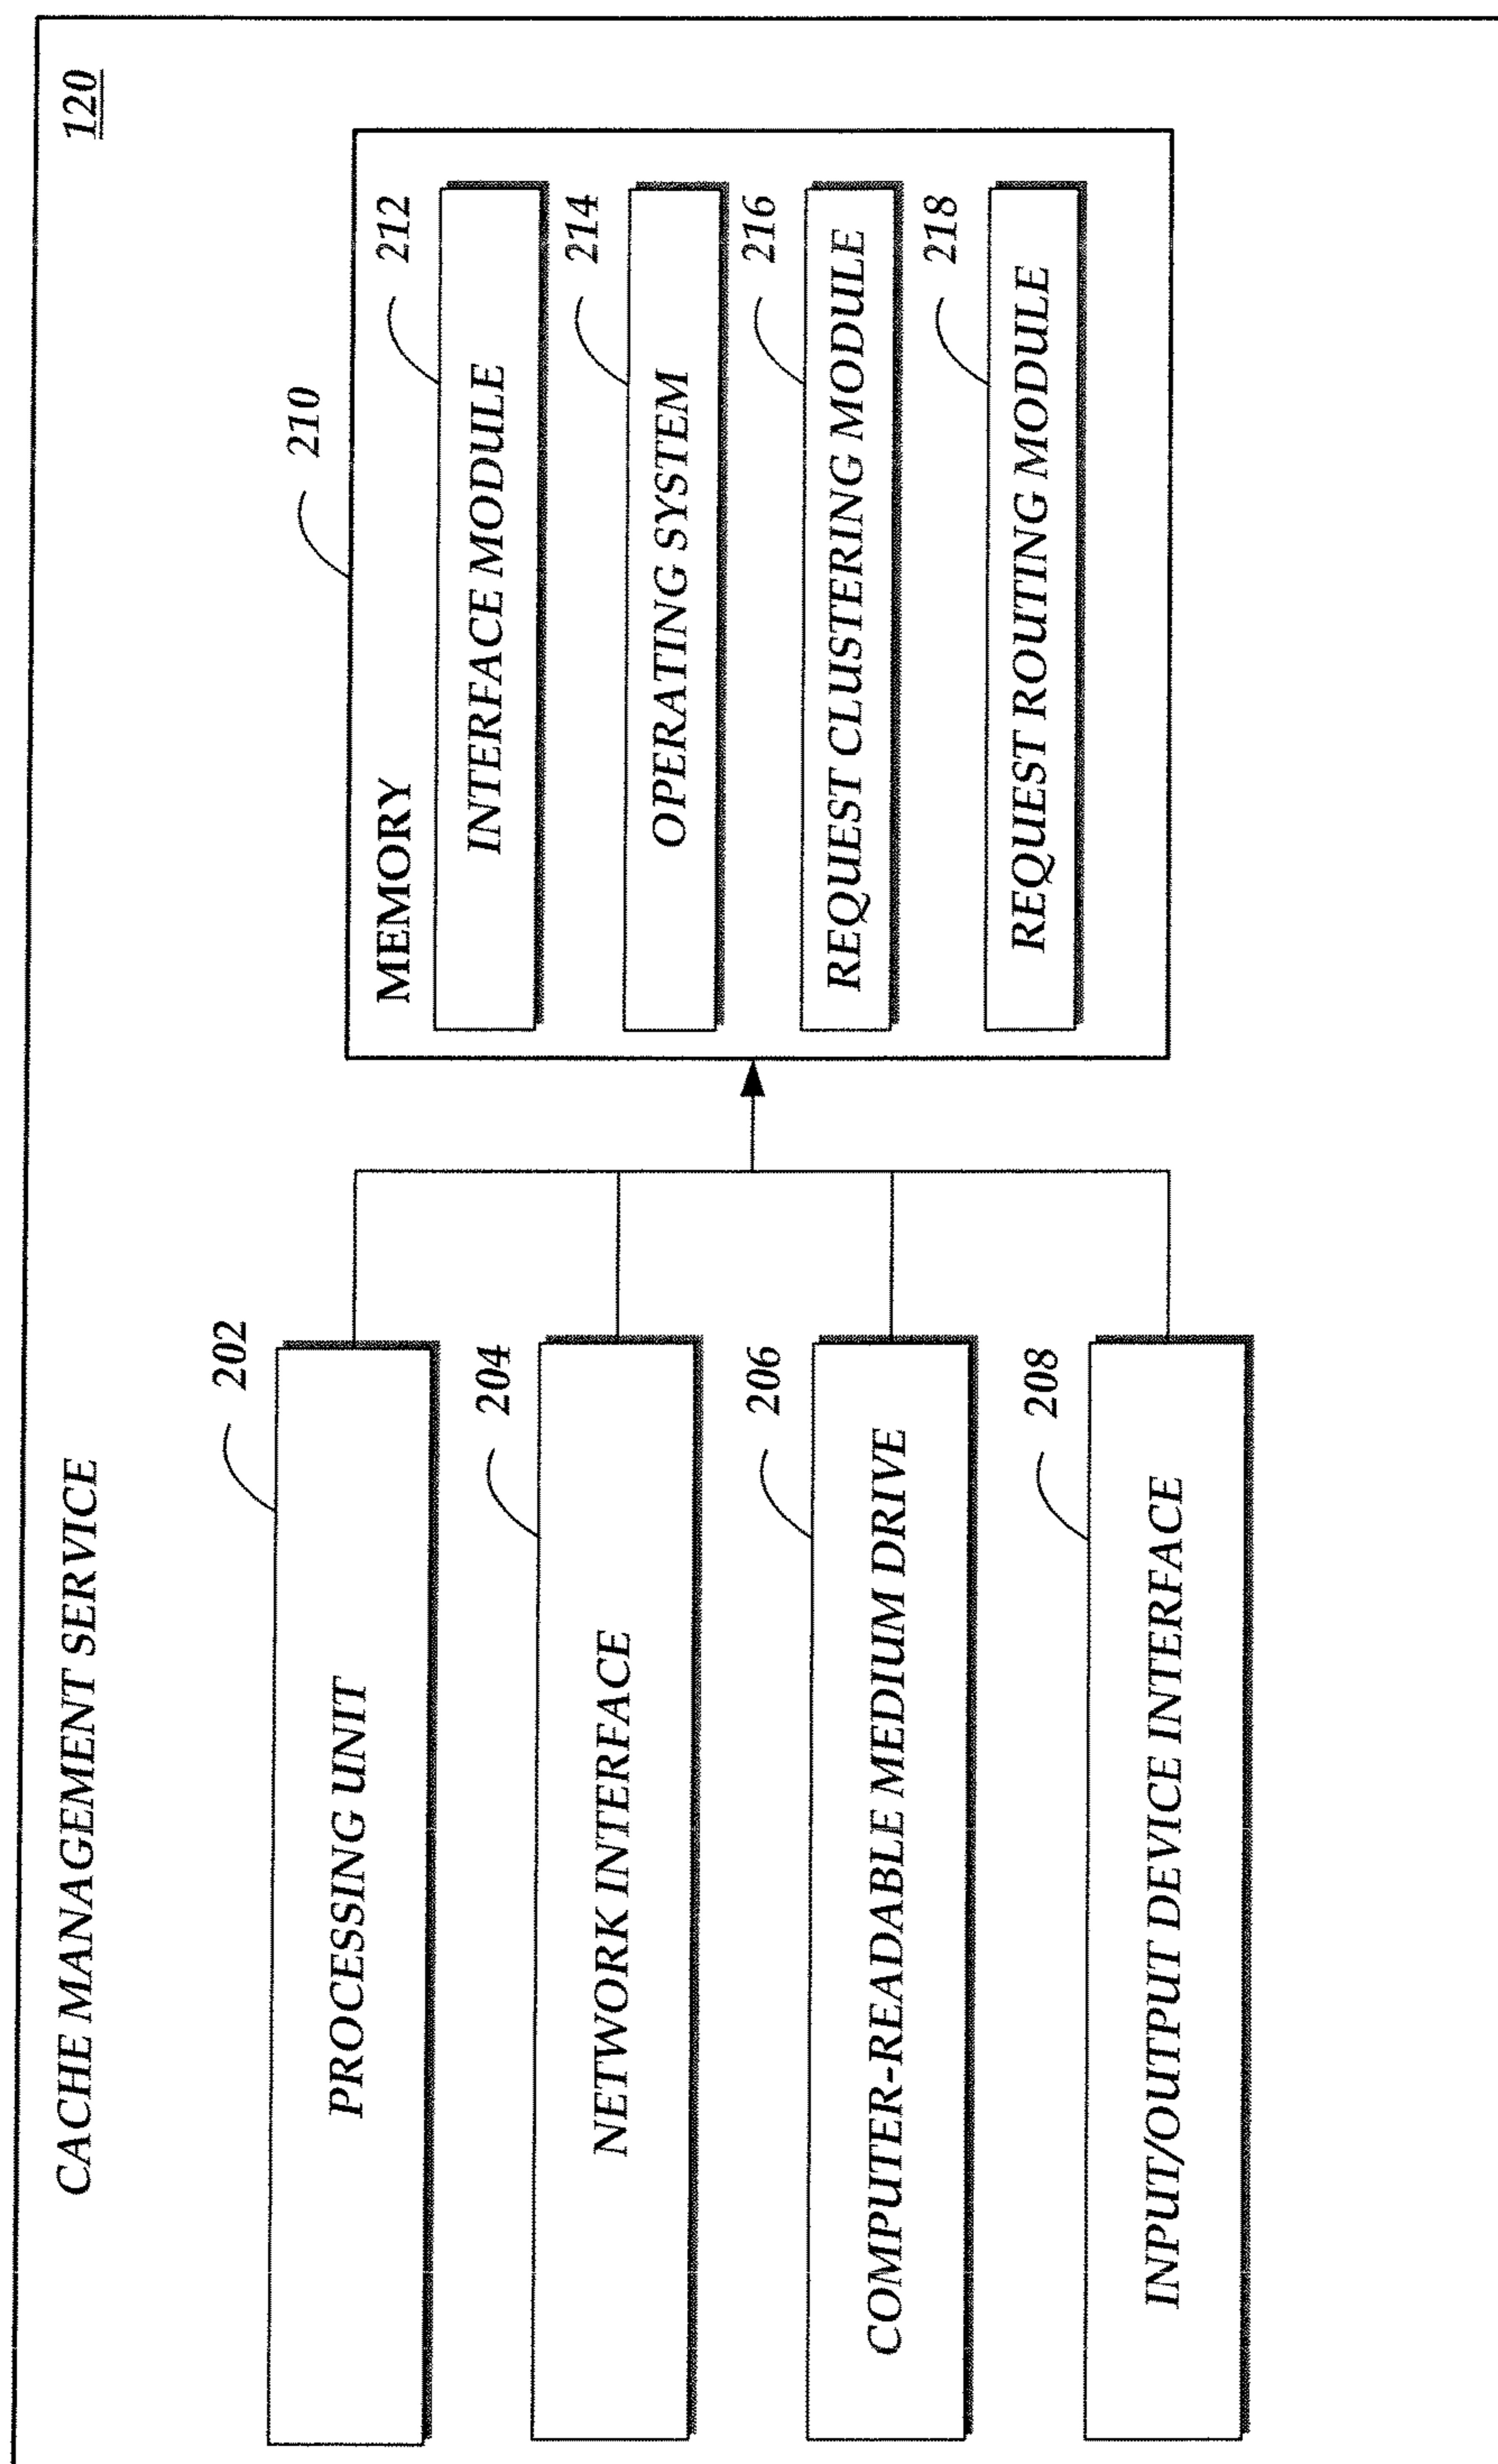 CACHE MANAGEMENT SERVICE
120
202
PROCESSING UNIT
204
NETWORK INTERFACE
206
COMPUTER-READABLE MEDIUM DRIVE
208
INPUT/OUTPUT DEVICE INTERFACE
210
MEMORY
212
INTERFACE MODULE
214
OPERATING SYSTEM
216
REQUEST CLUSTERING MODULE
218
REQUEST ROUTING MODULE